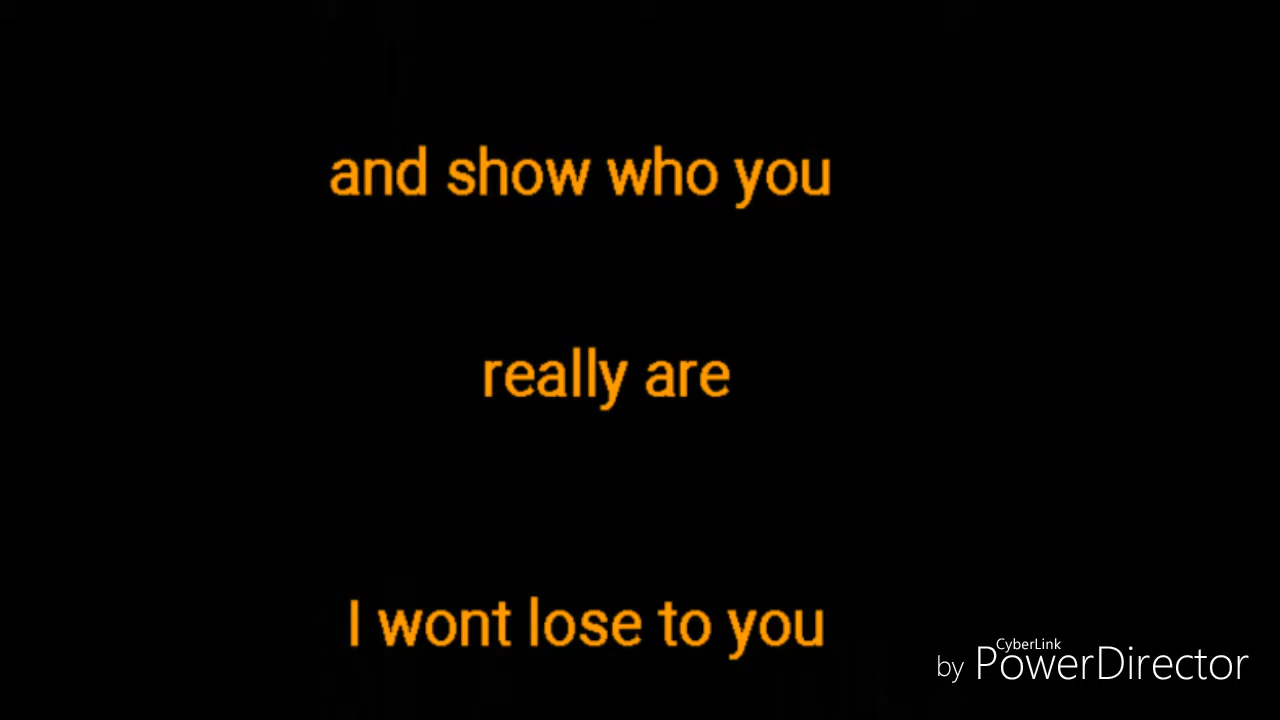 and show who you
really are
I wont lose to you
CyberLink
by PowerDirector